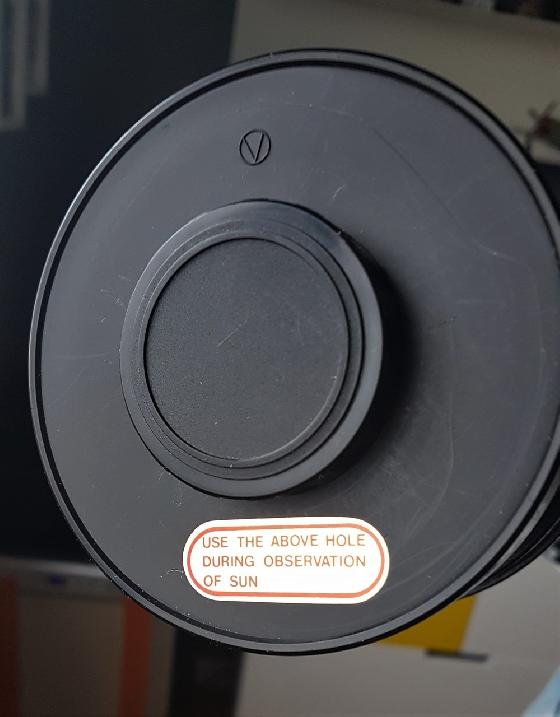 V
USE THE ABOVE HOLE
DURING OBSERVATION
OF SUN